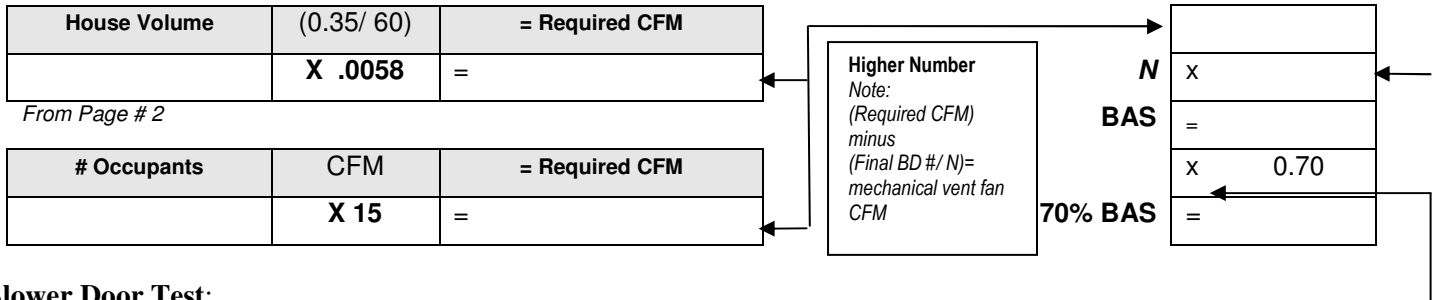 House Volume (0.35/ 60) = Required CFM
X .0058 =
From Page # 2
# Occupants CFM = Required CFM
X 15 =
Higher Number
Note:
(Required CFM)
minus
(Final BD #/ N)=
mechanical vent fan
CFM
N x
BAS =
x 0.70
70% BAS =
Door Test: